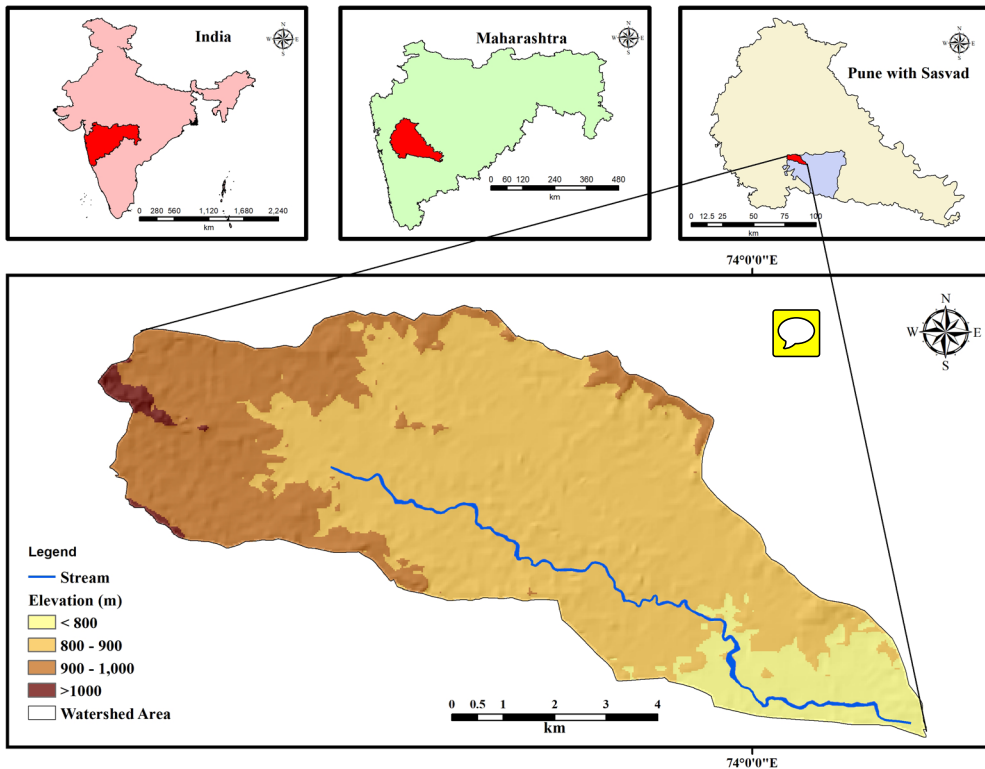 India
N
W
E
S
0 280 560 1,120 1,680 2,240
km
Maharashtra
N
W
E
S
0 60 120 240 360 480
km
Pune with Sasvad
N
W
E
S
0 12.5 25 50 75 100
km
74°0'0"E
N
W
E
S
Legend
Stream
Elevation (m)
< 800
800 - 900
900 - 1,000
>1000
Watershed Area
0 0.5 1 2 3 4
km
74°0'0"E